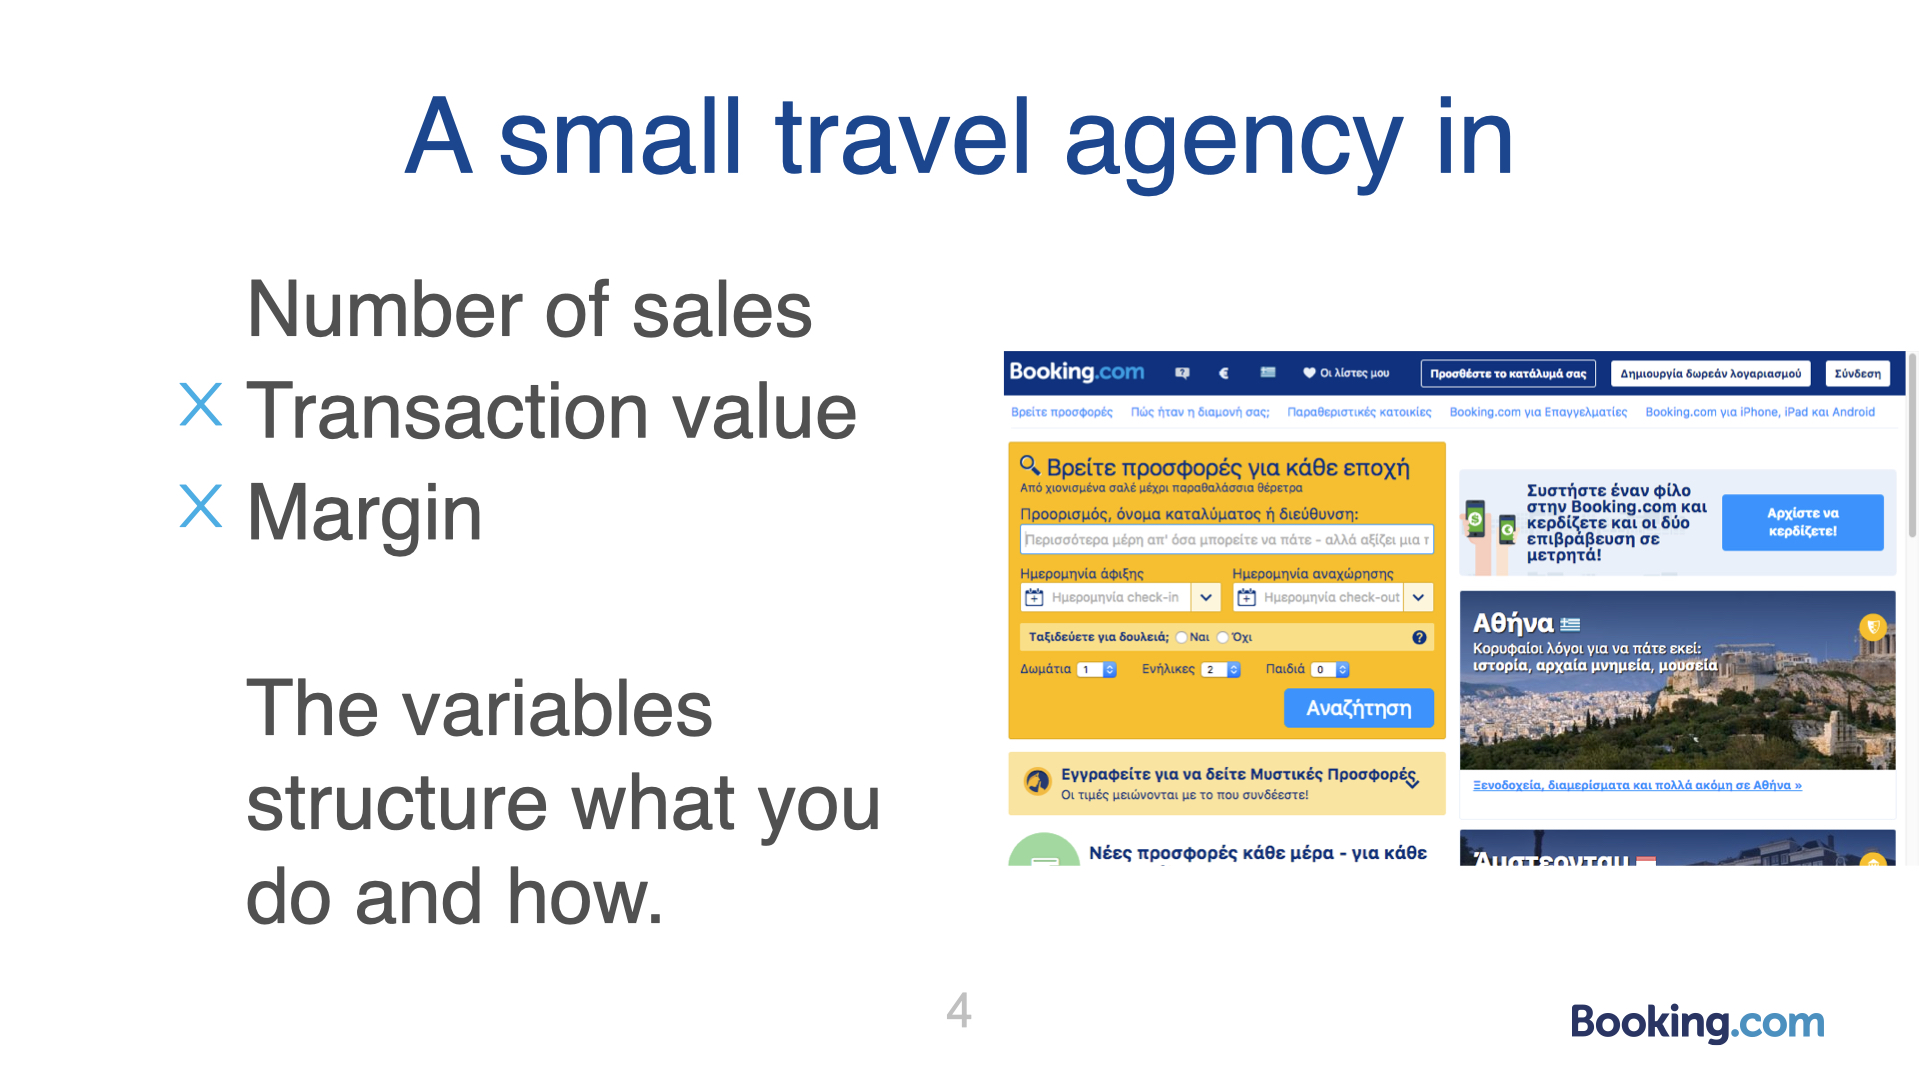 A small travel agency in
Number of sales
X Transaction value
X Margin
The variables
structure what you
do and how.
Booking.com
€
Οι λίστες μου
Προσθέστε το κατάλυμά σας
Δημιουργία δωρεάν λογαριασμού
Σύνδεση
Βρείτε προσφορές
Πώς ήταν η διαμονή σας;
Παραθεριστικές κατοικίες
Booking.com για Επαγγελματίες
Booking.com για iPhone, iPad και Android
Βρείτε προσφορές για κάθε εποχή
Από χιονισμένα σαλέ μέχρι παραθαλάσσια θέρετρα
Προορισμός, όνομα καταλύματος ή διεύθυνση:
Περισσότερα μέρη απ' όσα μπορείτε να πάτε - αλλά αξίζει μια
Ημερομηνία άφιξης
Ημερομηνία αναχώρησης
Ημερομηνία check-in
Ημερομηνία check-out
Ταξιδεύετε για δουλειά; Ναι Όχι
?
Δωμάτια 1 Ενήλικες 2 Παιδιά 0
Αναζήτηση
Εγγραφείτε για να δείτε Μυστικές Προσφορές
Οι τιμές μειώνονται με το που συνδέεστε!
Νέες προσφορές κάθε μέρα - για κάθε
Συστήστε έναν φίλο
στην Booking.com και
κερδίζετε και οι δύο
επιβράβευση σε
μετρητά!
Αρχίστε να
κερδίζετε!
Αθήνα
Κορυφαίοι λόγοι για να πάτε εκεί:
ιστορία, αρχαία μνημεία, μουσεία
Ξενοδοχεία, διαμερίσματα και πολλά ακόμη σε Αθήνα »
Άμστερνταμ
4
Booking.com